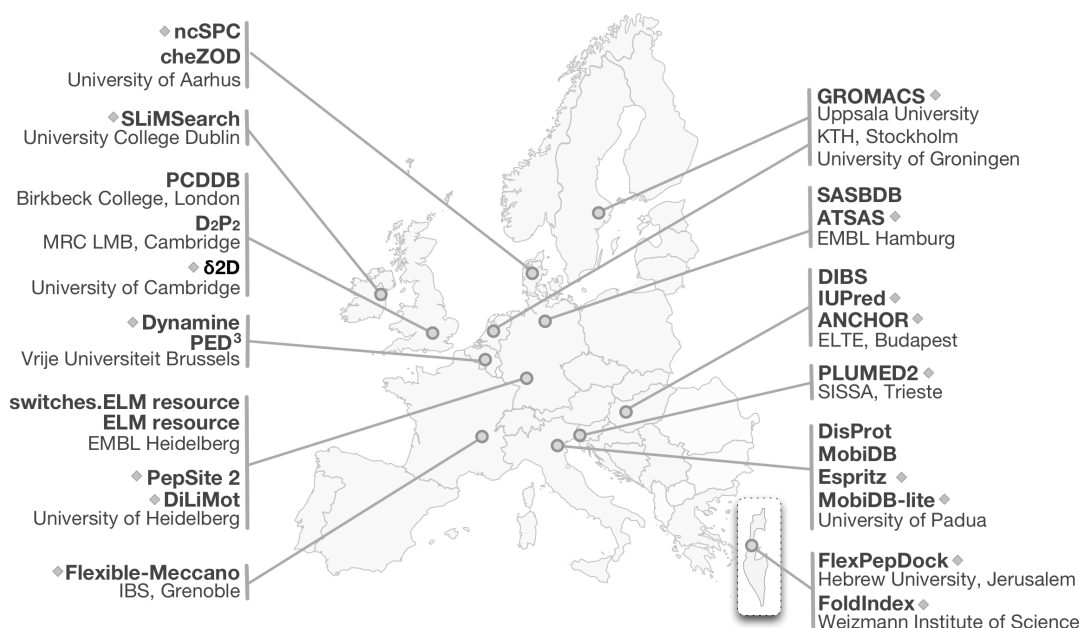 ncSPC
cheZOD
University of Aarhus
SLiMSearch
University College Dublin
PCDDB
Birkbeck College, London
D2P2
MRC LMB, Cambridge
δ2D
University of Cambridge
Dynamine
PED³
Vrije Universiteit Brussels
switches.ELM resource
ELM resource
EMBL Heidelberg
PepSite 2
DiLiMot
University of Heidelberg
Flexible-Meccano
IBS, Grenoble
GROMACS
Uppsala University
KTH, Stockholm
University of Groningen
SASBDB
ATSAS
EMBL Hamburg
DIBS
IUPred
ANCHOR
ELTE, Budapest
PLUMED2
SISSA, Trieste
DisProt
MobiDB
Espritz
MobiDB-lite
University of Padua
FlexPepDock
Hebrew University, Jerusalem
FoldIndex
Weizmann Institute of Science